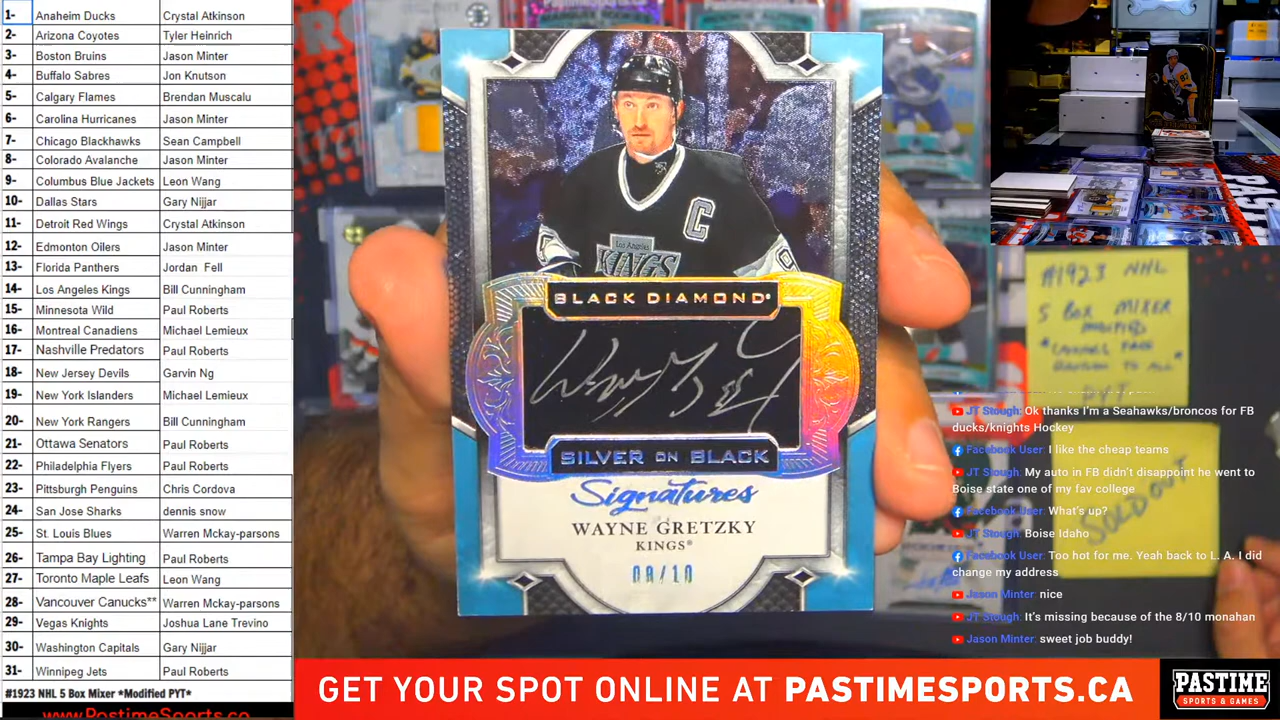 1- Anaheim Ducks Crystal Atkinson
2- Arizona Coyotes Tyler Heinrich
3- Boston Bruins Jason Minter
4- Buffalo Sabres Jon Knutson
5- Calgary Flames Brendan Muscalu
6- Carolina Hurricanes Jason Minter
7- Chicago Blackhawks Sean Campbell
8- Colorado Avalanche Jason Minter
9- Columbus Blue Jackets Leon Wang
10- Dallas Stars Gary Nijjar
11- Detroit Red Wings Crystal Atkinson
12- Edmonton Oilers Jason Minter
13- Florida Panthers Jordan Fell
14- Los Angeles Kings Bill Cunningham
15- Minnesota Wild Paul Roberts
16- Montreal Canadiens Michael Lemieux
17- Nashville Predators Paul Roberts
18- New Jersey Devils Garvin Ng
19- New York Islanders Michael Lemieux
20- New York Rangers Bill Cunningham
21- Ottawa Senators Paul Roberts
22- Philadelphia Flyers Paul Roberts
23- Pittsburgh Penguins Chris Cordova
24- San Jose Sharks dennis snow
25- St. Louis Blues Warren Mckay-parsons
26- Tampa Bay Lighting Paul Roberts
27- Toronto Maple Leafs Leon Wang
28- Vancouver Canucks** Warren Mckay-parsons
29- Vegas Knights Joshua Lane Trevino
30- Washington Capitals Gary Nijjar
31- Winnipeg Jets Paul Roberts
#1923 NHL 5 Box Mixer *Modified PYT*
www.PastimeSports.ca
C
Los Angeles
KINGS
BLACK DIAMOND®
SILVER ON BLACK
Signatures
WAYNE GRETZKY
KINGS®
08/10
#1923 NHL
5 BOX MIXER
MODIFIED
PYT
SOLD OUT
JT Stough: Ok thanks I'm a Seahawks/broncos for FB
ducks/knights Hockey
Facebook User: I like the cheap teams
JT Stough: My auto in FB didn't disappoint he went to
Boise state one of my fav college
Facebook User: What's up?
JT Stough: Boise Idaho
Facebook User: Too hot for me. Yeah back to L. A. I did
change my address
Jason Minter: nice
JT Stough: It's missing because of the 8/10 monahan
Jason Minter: sweet job buddy!
GET YOUR SPOT ONLINE AT PASTIMESPORTS.CA
PASTIME
SPORTS & GAMES